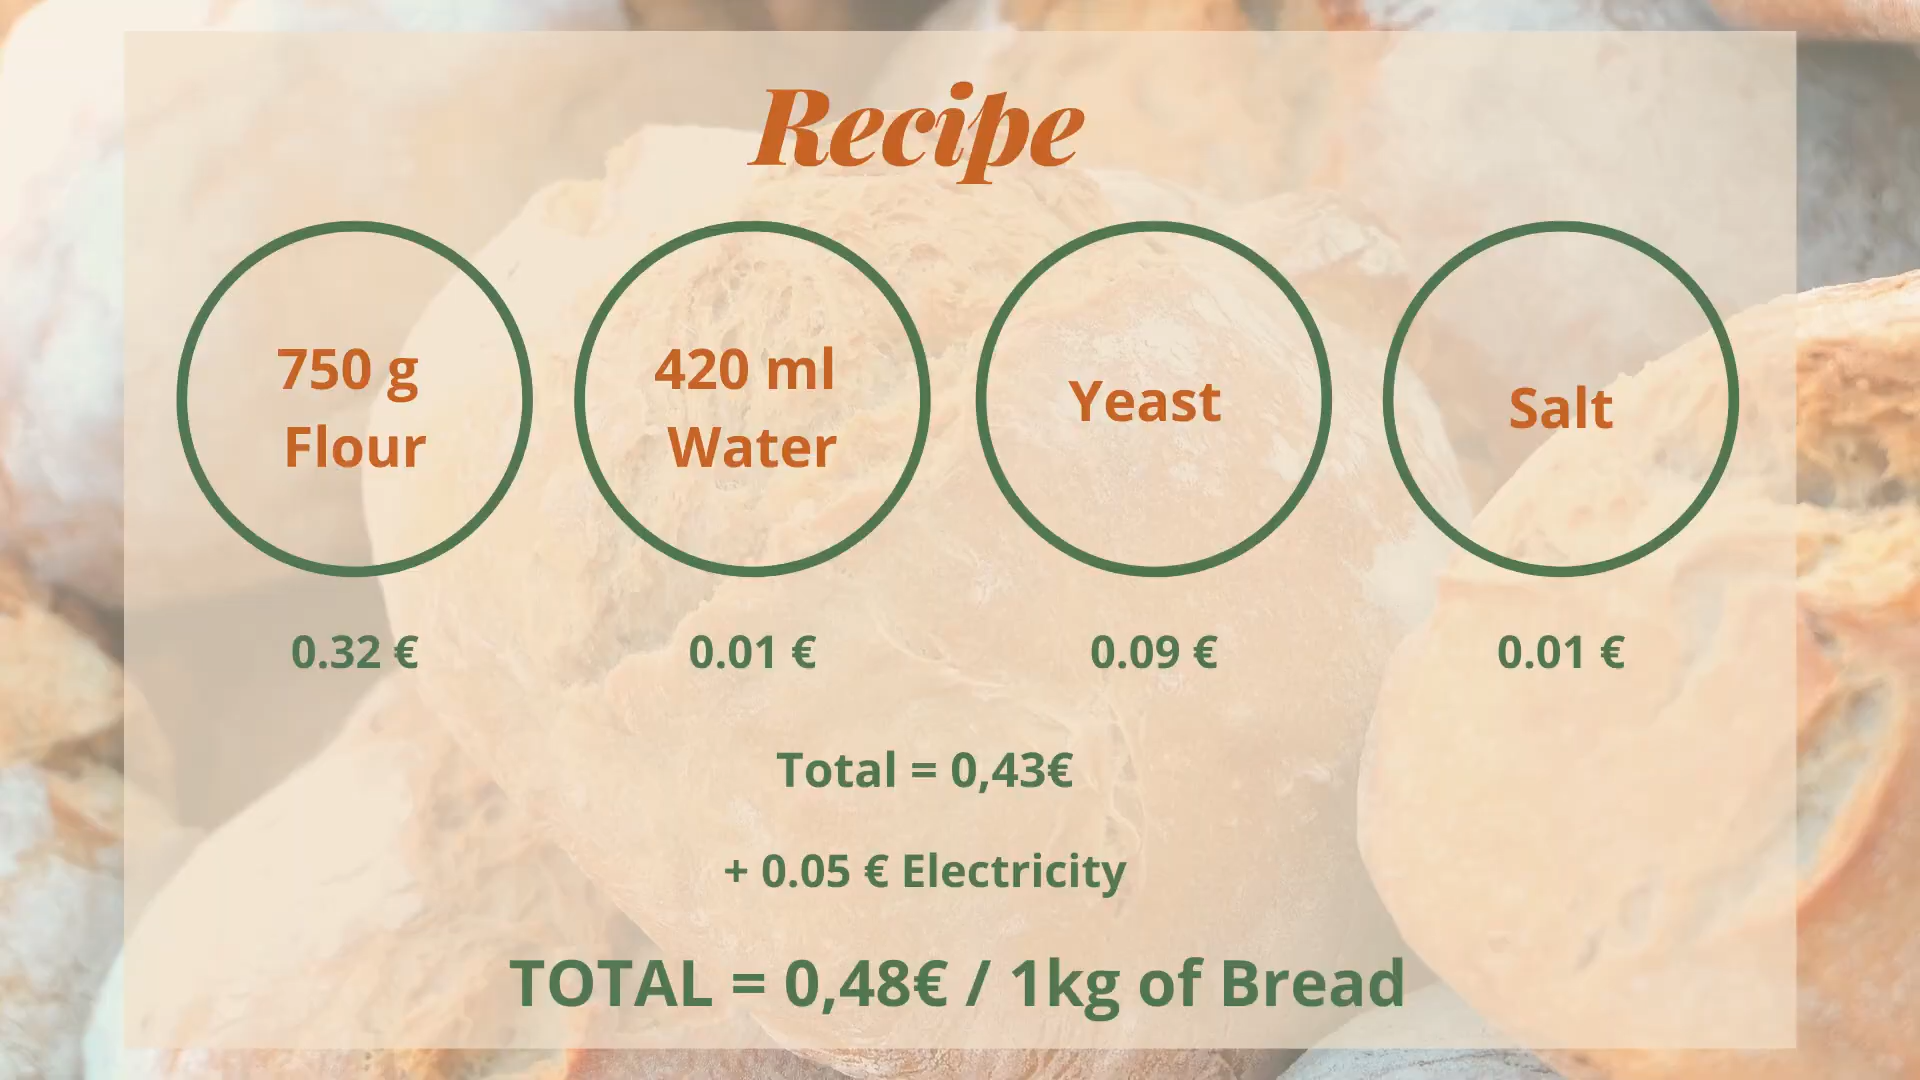 Recipe
750 g
Flour
420 ml
Water
Yeast
Salt
0.32 €
0.01 €
0.09 €
0.01 €
Total = 0,43€
+ 0.05 € Electricity
TOTAL = 0,48€ / 1kg of Bread